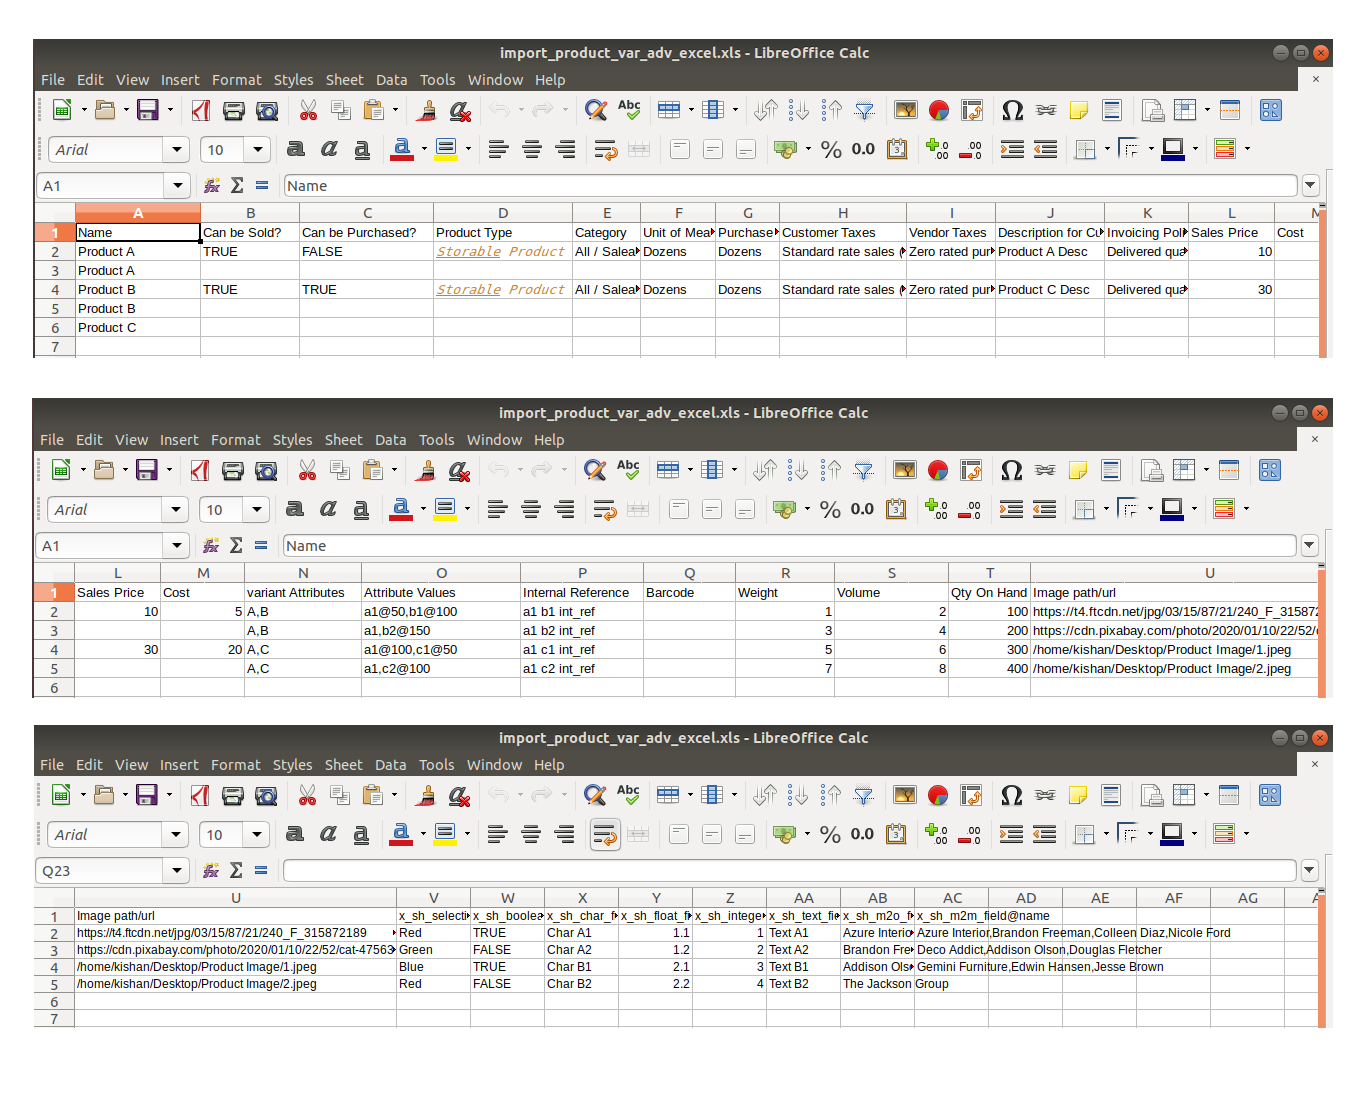 import_product_var_adv_excel.xls - LibreOffice Calc
File Edit View Insert Format Styles Sheet Data Tools Window Help
Arial 10
A1 Name
A B C D E F G H I J K L M
1 Name Can be Sold? Can be Purchased? Product Type Category Unit of Mea Purchase Customer Taxes Vendor Taxes Description for Cu Invoicing Poli Sales Price Cost
2 Product A TRUE FALSE Storable Product All / Salea Dozens Dozens Standard rate sales ( Zero rated pur Product A Desc Delivered qua 10
3 Product A
4 Product B TRUE TRUE Storable Product All / Salea Dozens Dozens Standard rate sales ( Zero rated pur Product C Desc Delivered qua 30
5 Product B
6 Product C
7
import_product_var_adv_excel.xls - LibreOffice Calc
File Edit View Insert Format Styles Sheet Data Tools Window Help
Arial 10
A1 Name
L M N O P Q R S T U
1 Sales Price Cost variant Attributes Attribute Values Internal Reference Barcode Weight Volume Qty On Hand Image path/url
2 10 5 A,B a1@50,b1@100 a1 b1 int_ref 1 2 100 https://t4.ftcdn.net/jpg/03/15/87/21/240_F_315872
3 A,B a1,b2@150 a1 b2 int_ref 3 4 200 https://cdn.pixabay.com/photo/2020/01/10/22/52/
4 30 20 A,C a1@100,c1@50 a1 c1 int_ref 5 6 300 /home/kishan/Desktop/Product Image/1.jpeg
5 A,C a1,c2@100 a1 c2 int_ref 7 8 400 /home/kishan/Desktop/Product Image/2.jpeg
6
import_product_var_adv_excel.xls - LibreOffice Calc
File Edit View Insert Format Styles Sheet Data Tools Window Help
Arial 10
Q23
U V W X Y Z AA AB AC AD AE AF AG
1 Image path/url x_sh_selecti x_sh_boolea x_sh_char_f x_sh_float_f x_sh_intege x_sh_text_fie x_sh_m2o_f x_sh_m2m_field@name
2 https://t4.ftcdn.net/jpg/03/15/87/21/240_F_315872189 Red TRUE Char A1 1.1 1 Text A1 Azure Interio Azure Interior,Brandon Freeman,Colleen Diaz,Nicole Ford
3 https://cdn.pixabay.com/photo/2020/01/10/22/52/cat-47563 Green FALSE Char A2 1.2 2 Text A2 Brandon Fre Deco Addict,Addison Olson,Douglas Fletcher
4 /home/kishan/Desktop/Product Image/1.jpeg Blue TRUE Char B1 2.1 3 Text B1 Addison Ols Gemini Furniture,Edwin Hansen,Jesse Brown
5 /home/kishan/Desktop/Product Image/2.jpeg Red FALSE Char B2 2.2 4 Text B2 The Jackson Group
6
7